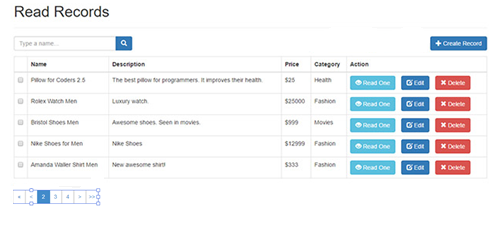 Read Records
Type a name...
+ Create Record
Name Description Price Category Action
Pillow for Coders 2.5 The best pillow for programmers. It improves their health. $25 Health Read One Edit Delete
Rolex Watch Men Luxury watch. $25000 Fashion Read One Edit Delete
Bristol Shoes Men Awesome shoes. Seen in movies. $999 Movies Read One Edit Delete
Nike Shoes for Men Nike Shoes $12999 Fashion Read One Edit Delete
Amanda Waller Shirt Men New awesome shirt! $333 Fashion Read One Edit Delete
« < 2 3 4 > >>